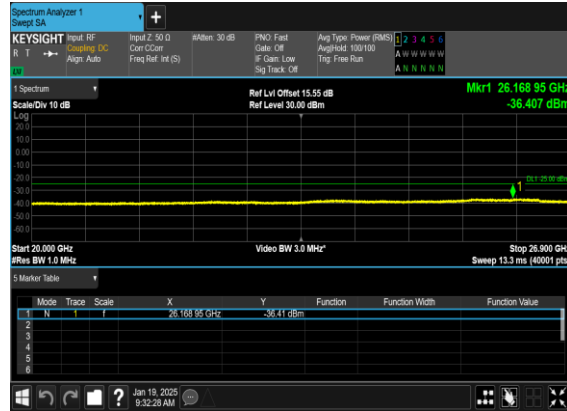 Spectrum Analyzer 1
Swept SA
+
KEYSIGHT
R T
Input: RF
Coupling: DC
Align: Auto
Input Z: 50 Ω
Corr CCorr
Freq Ref: Int (S)
#Atten: 30 dB
PNO: Fast
Gate: Off
IF Gain: Low
Sig Track: Off
Avg Type: Power (RMS)
Avg|Hold: 100/100
Trig: Free Run
1 2 3 4 5 6
A W W W W W
A N N N N N
1 Spectrum
Scale/Div 10 dB
Ref Lvl Offset 15.55 dB
Ref Level 30.00 dBm
Mkr1 26.168 95 GHz
-36.407 dBm
Log
20.0
10.0
0.00
-10.0
-20.0
-30.0
-40.0
-50.0
-60.0
DL1 -25.00 dBm
1
Start 20.000 GHz
#Res BW 1.0 MHz
Video BW 3.0 MHz*
Stop 26.900 GHz
Sweep 13.3 ms (40001 pts)
5 Marker Table
Mode Trace Scale X Y Function Function Width Function Value
1 N 1 f 26.168 95 GHz -36.41 dBm
2
3
4
5
6
?
Jan 19, 2025
9:32:28 AM